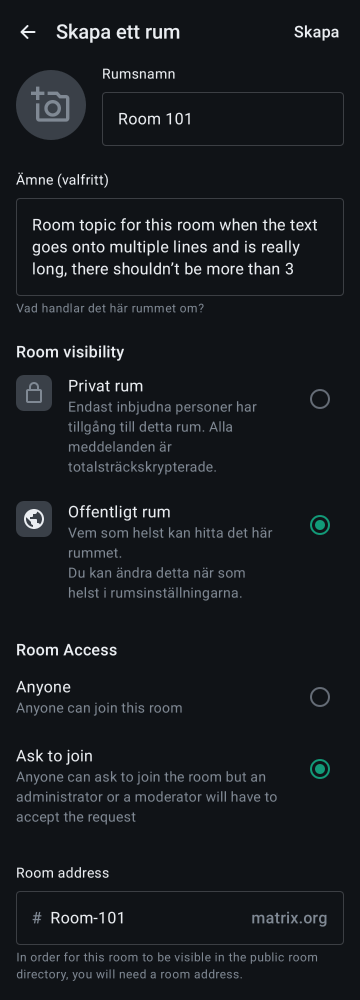 Skapa ett rum
Skapa
Rumsnamn
Room 101
Ämne (valfritt)
Room topic for this room when the text
goes onto multiple lines and is really
long, there shouldn’t be more than 3
Vad handlar det här rummet om?
Room visibility
Privat rum
Endast inbjudna personer har
tillgång till detta rum. Alla
meddelanden är
totalsträckskrypterade.
Offentligt rum
Vem som helst kan hitta det här
rummet.
Du kan ändra detta när som
helst i rumsinställningarna.
Room Access
Anyone
Anyone can join this room
Ask to join
Anyone can ask to join the room but an
administrator or a moderator will have to
accept the request
Room address
# Room-101 matrix.org
In order for this room to be visible in the public room
directory, you will need a room address.